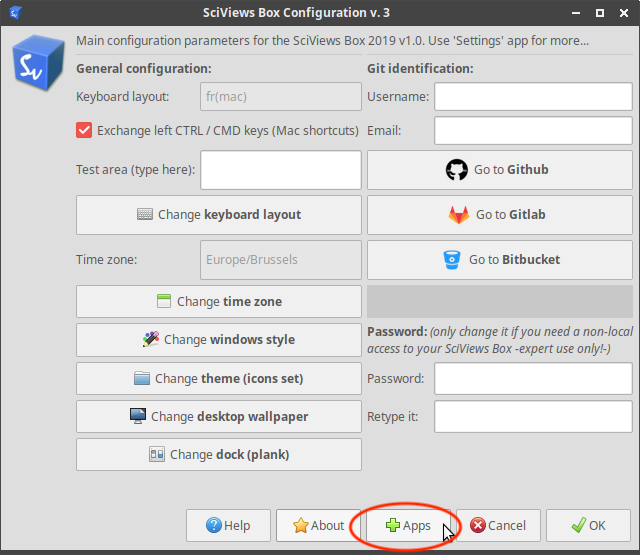 SciViews Box Configuration v. 3
Main configuration parameters for the SciViews Box 2019 v1.0. Use 'Settings' app for more...
Sv
General configuration:
Keyboard layout: fr(mac)
Exchange left CTRL / CMD keys (Mac shortcuts)
Test area (type here):
Change keyboard layout
Time zone: Europe/Brussels
Change time zone
Change windows style
Change theme (icons set)
Change desktop wallpaper
Change dock (plank)
Git identification:
Username:
Email:
Go to Github
Go to Gitlab
Go to Bitbucket
Password: (only change it if you need a non-local
access to your SciViews Box -expert use only!-)
Password:
Retype it:
Help About Apps Cancel OK